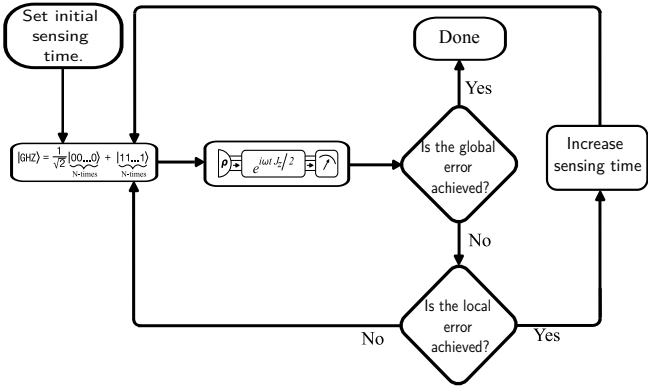 Set initial
sensing
time.
|GHZ⟩ = 1/√2 |00...0⟩ + |11...1⟩
N-times N-times
ρ e^{iωt J_z/2}
Is the global
error
achieved?
Yes
Done
No
Is the local
error
achieved?
No
Yes
Increase
sensing time